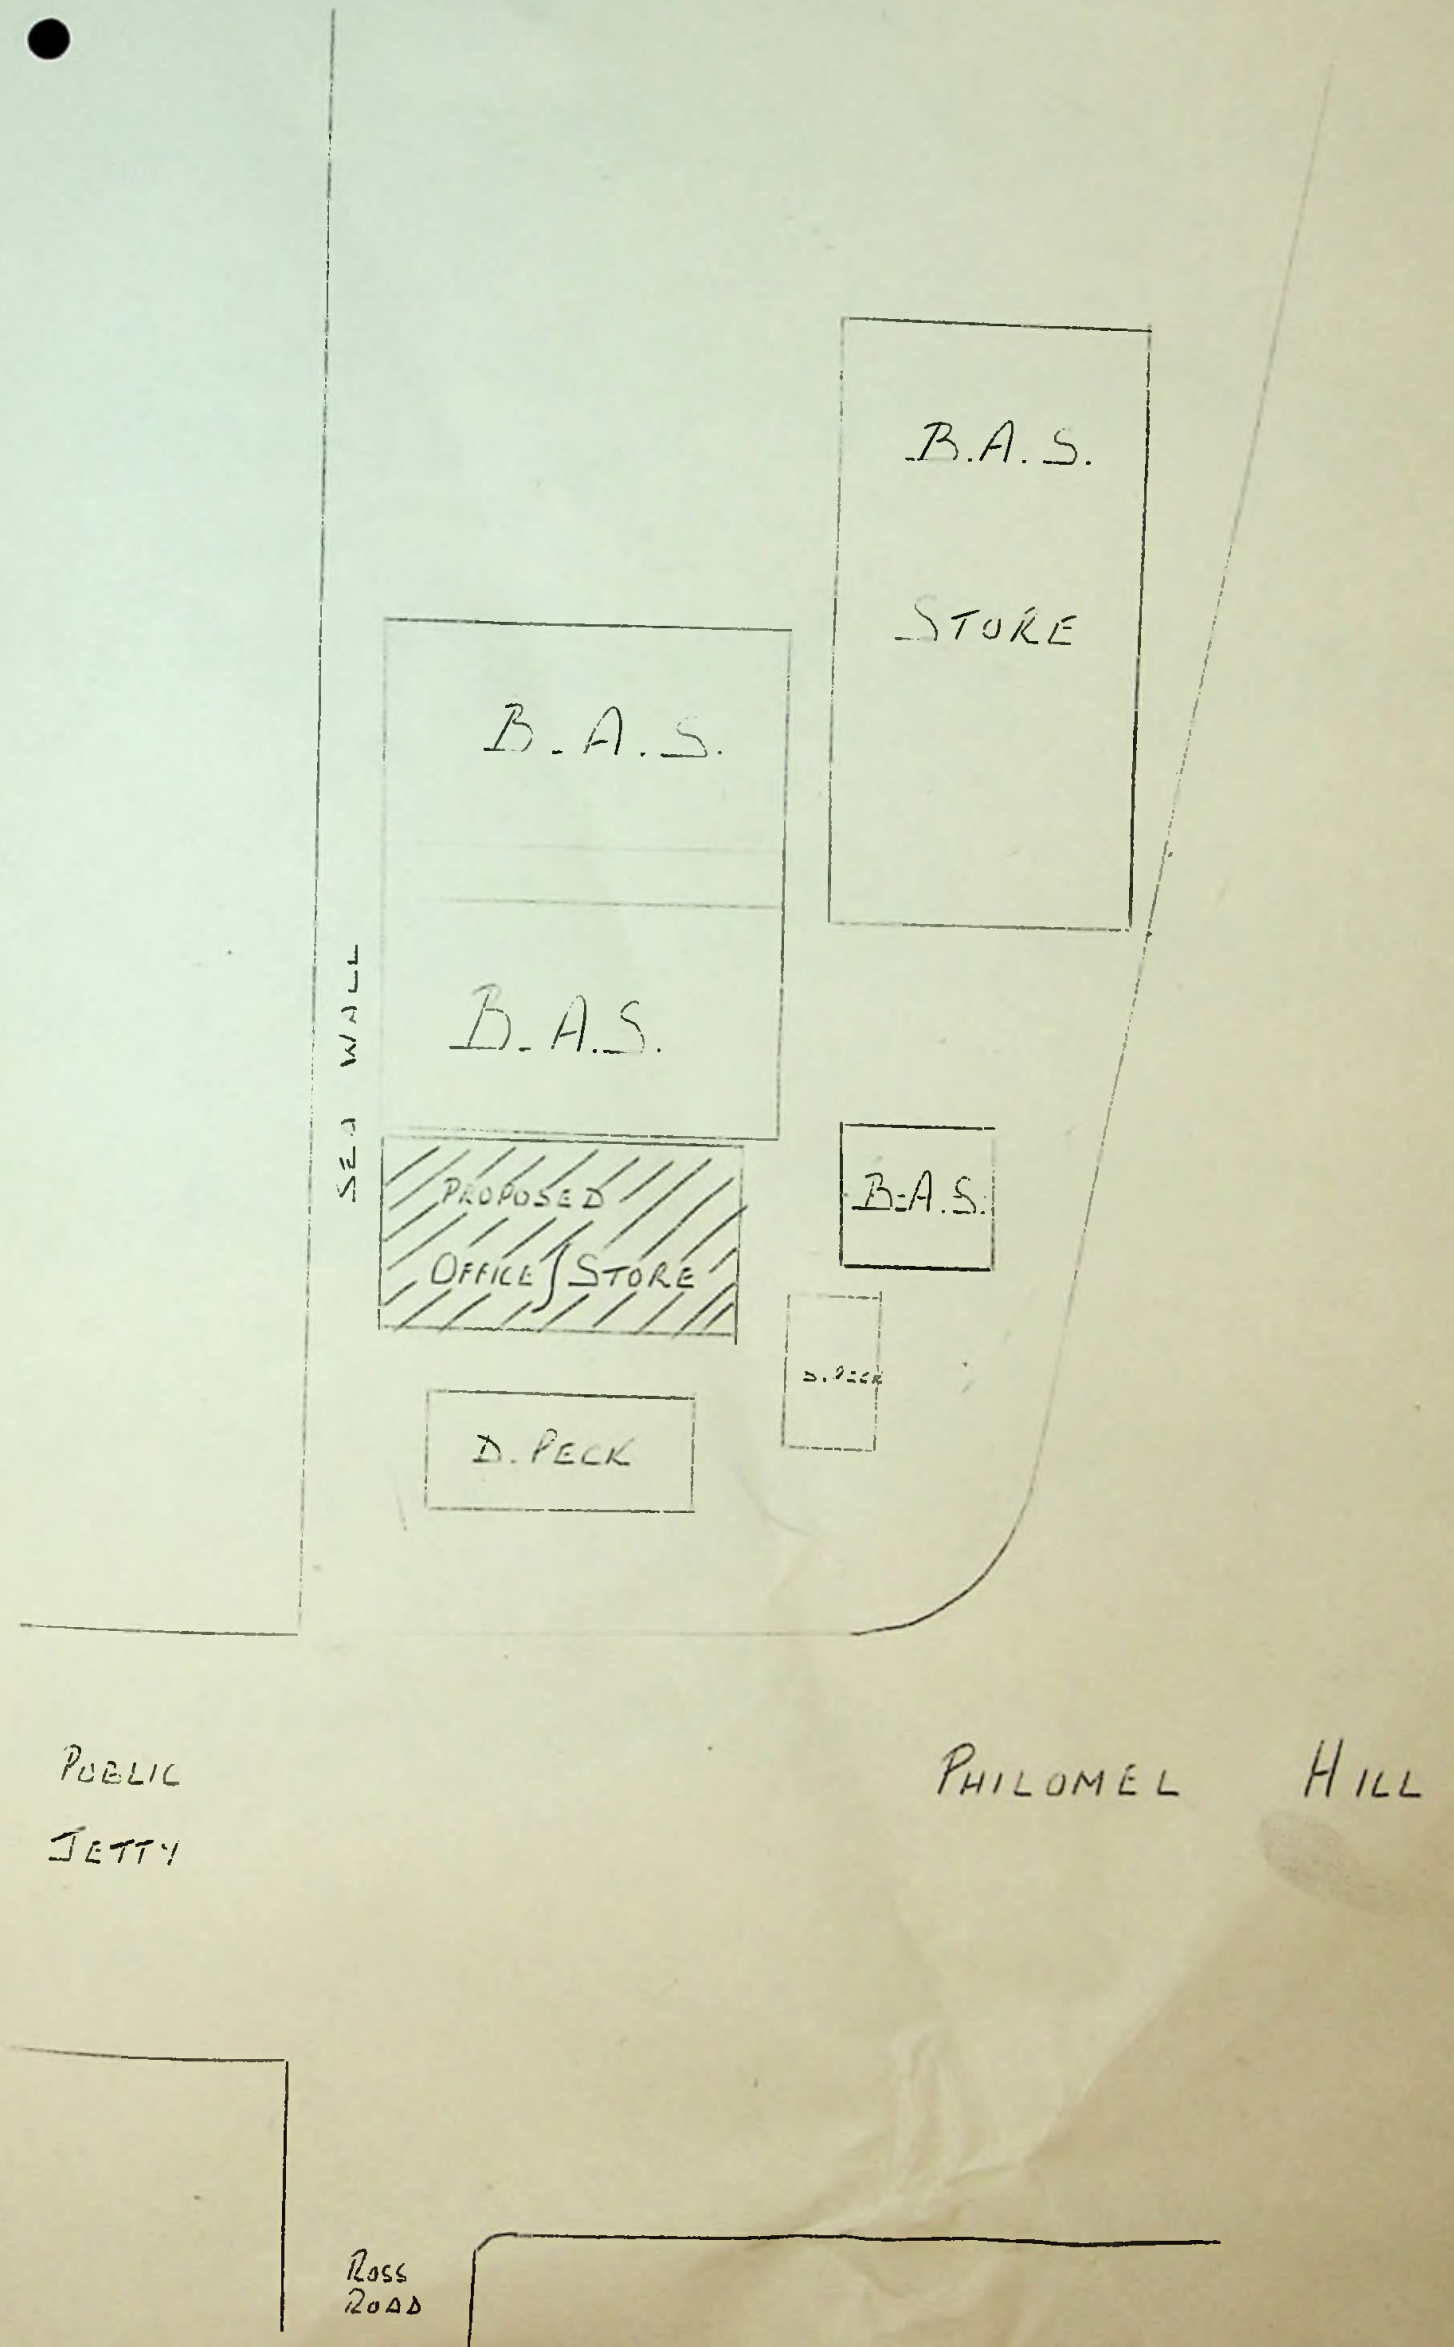 B.A.S.
STORE
B.A.S.
B.A.S.
SEA WALL
PROPOSED
OFFICE / STORE
B.A.S.
D. PECK
D. PECK
PUBLIC
JETTY
PHILOMEL HILL
ROSS
ROAD